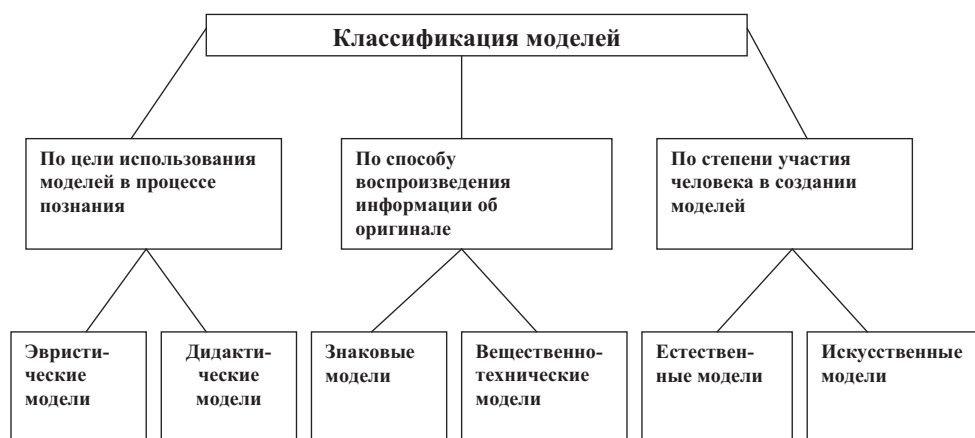 Классификация моделей
По цели использования
моделей в процессе
познания
По способу
воспроизведения
информации об
оригинале
По степени участия
человека в создании
моделей
Эвристи-
ческие
модели
Дидакти-
ческие
модели
Знаковые
модели
Вещественно-
технические
модели
Естествен-
ные модели
Искусственные
модели